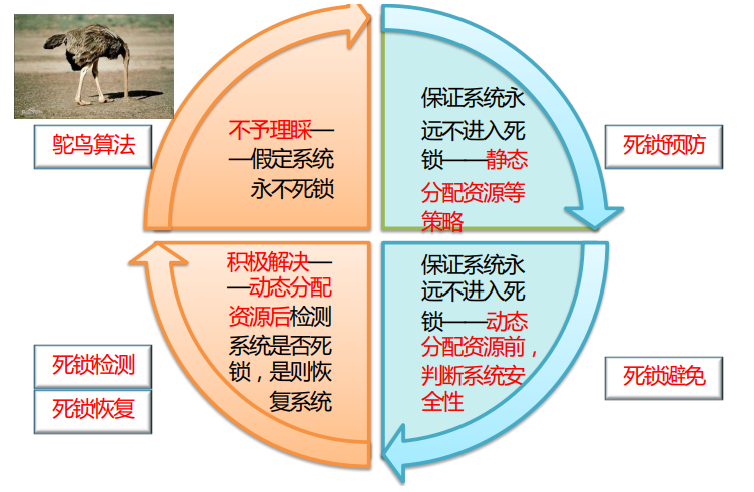 鸵鸟算法
不予理睬—
—假定系统
永不死锁
保证系统永
远不进入死
锁——静态
分配资源等
策略
死锁预防
死锁检测
死锁恢复
积极解决—
—动态分配
资源后检测
系统是否死
锁，是则恢
复系统
保证系统永
远不进入死
锁——动态
分配资源前，
判断系统安
全性
死锁避免